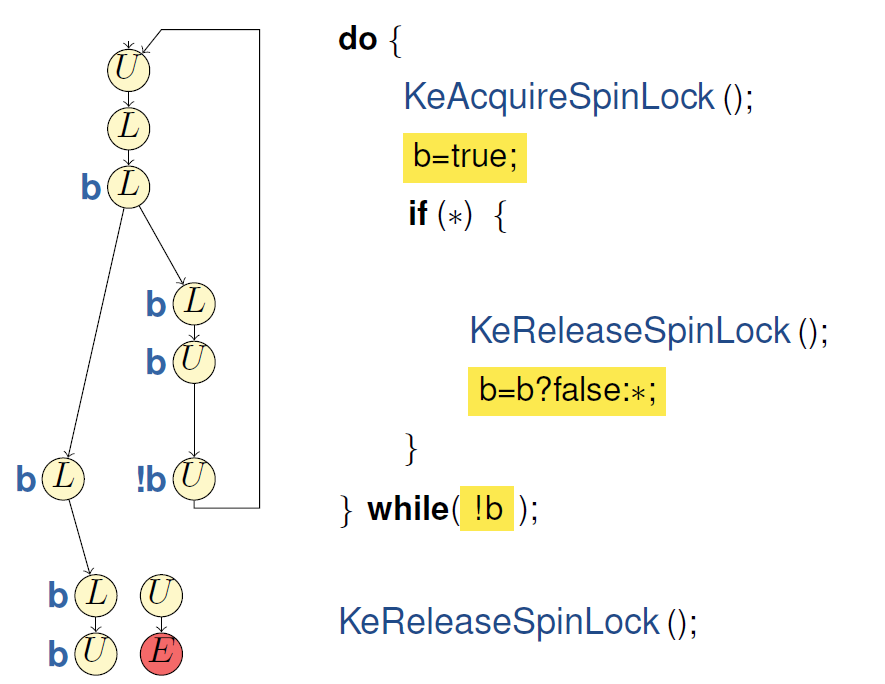 do {
U
KeAcquireSpinLock ();
L
b=true;
b L
if (∗) {
b L
KeReleaseSpinLock ();
b U
b=b?false:∗;
}
b L !b U
} while( !b );
b L U
KeReleaseSpinLock ();
b U E